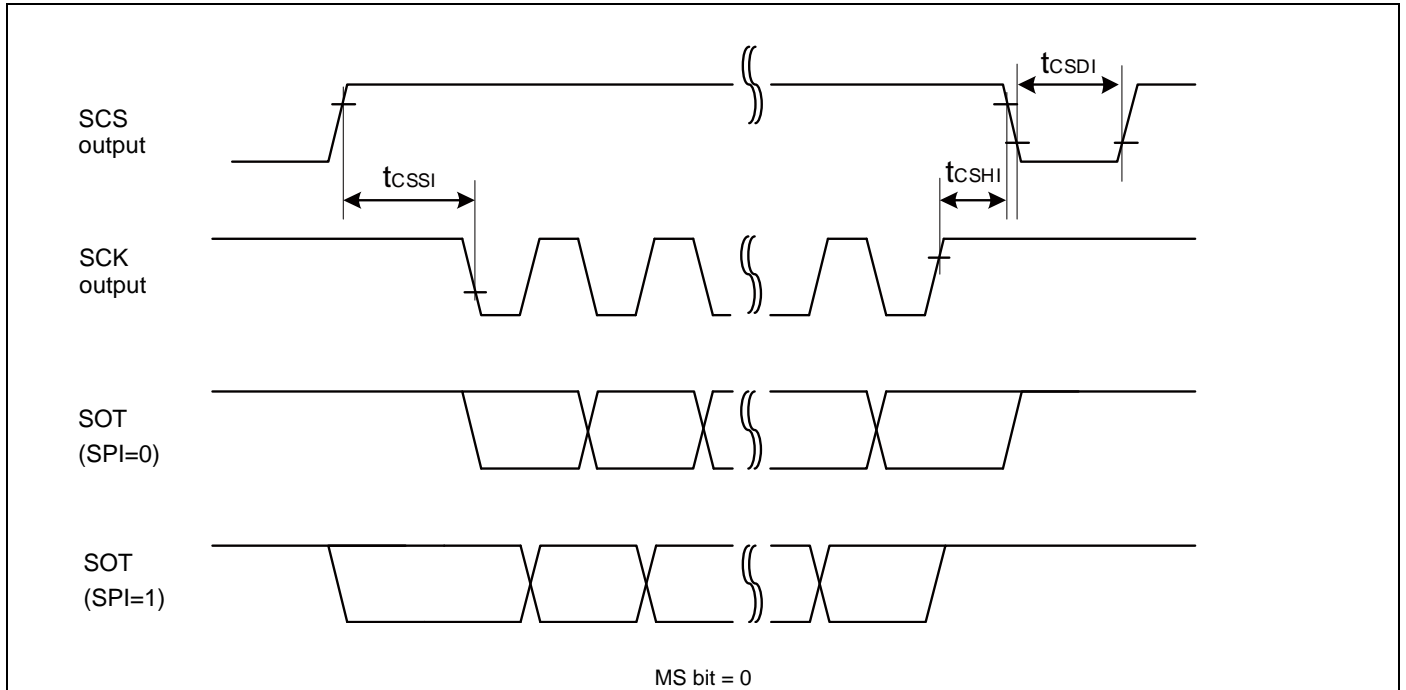 tCSDI
SCS
output
tCSSI
tCSHI
SCK
output
SOT
(SPI=0)
SOT
(SPI=1)
MS bit = 0